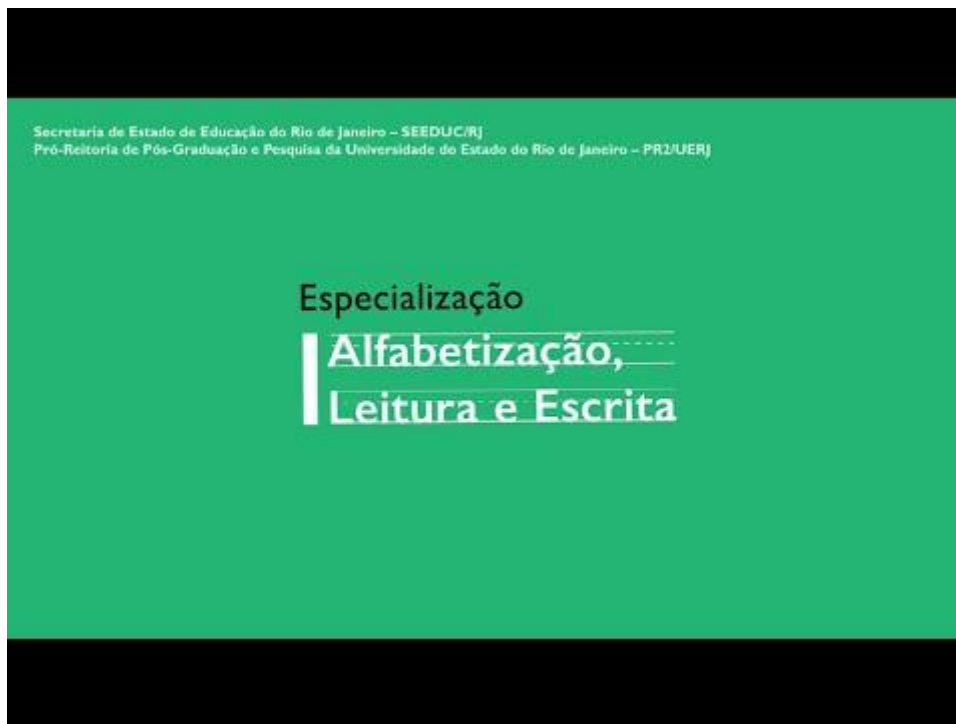 Secretaria de Estado de Educação do Rio de Janeiro – SEEDUC/RJ
Pró-Reitoria de Pós-Graduação e Pesquisa da Universidade do Estado do Rio de Janeiro – PR2/UERJ
Especialização
Alfabetização,
Leitura e Escrita